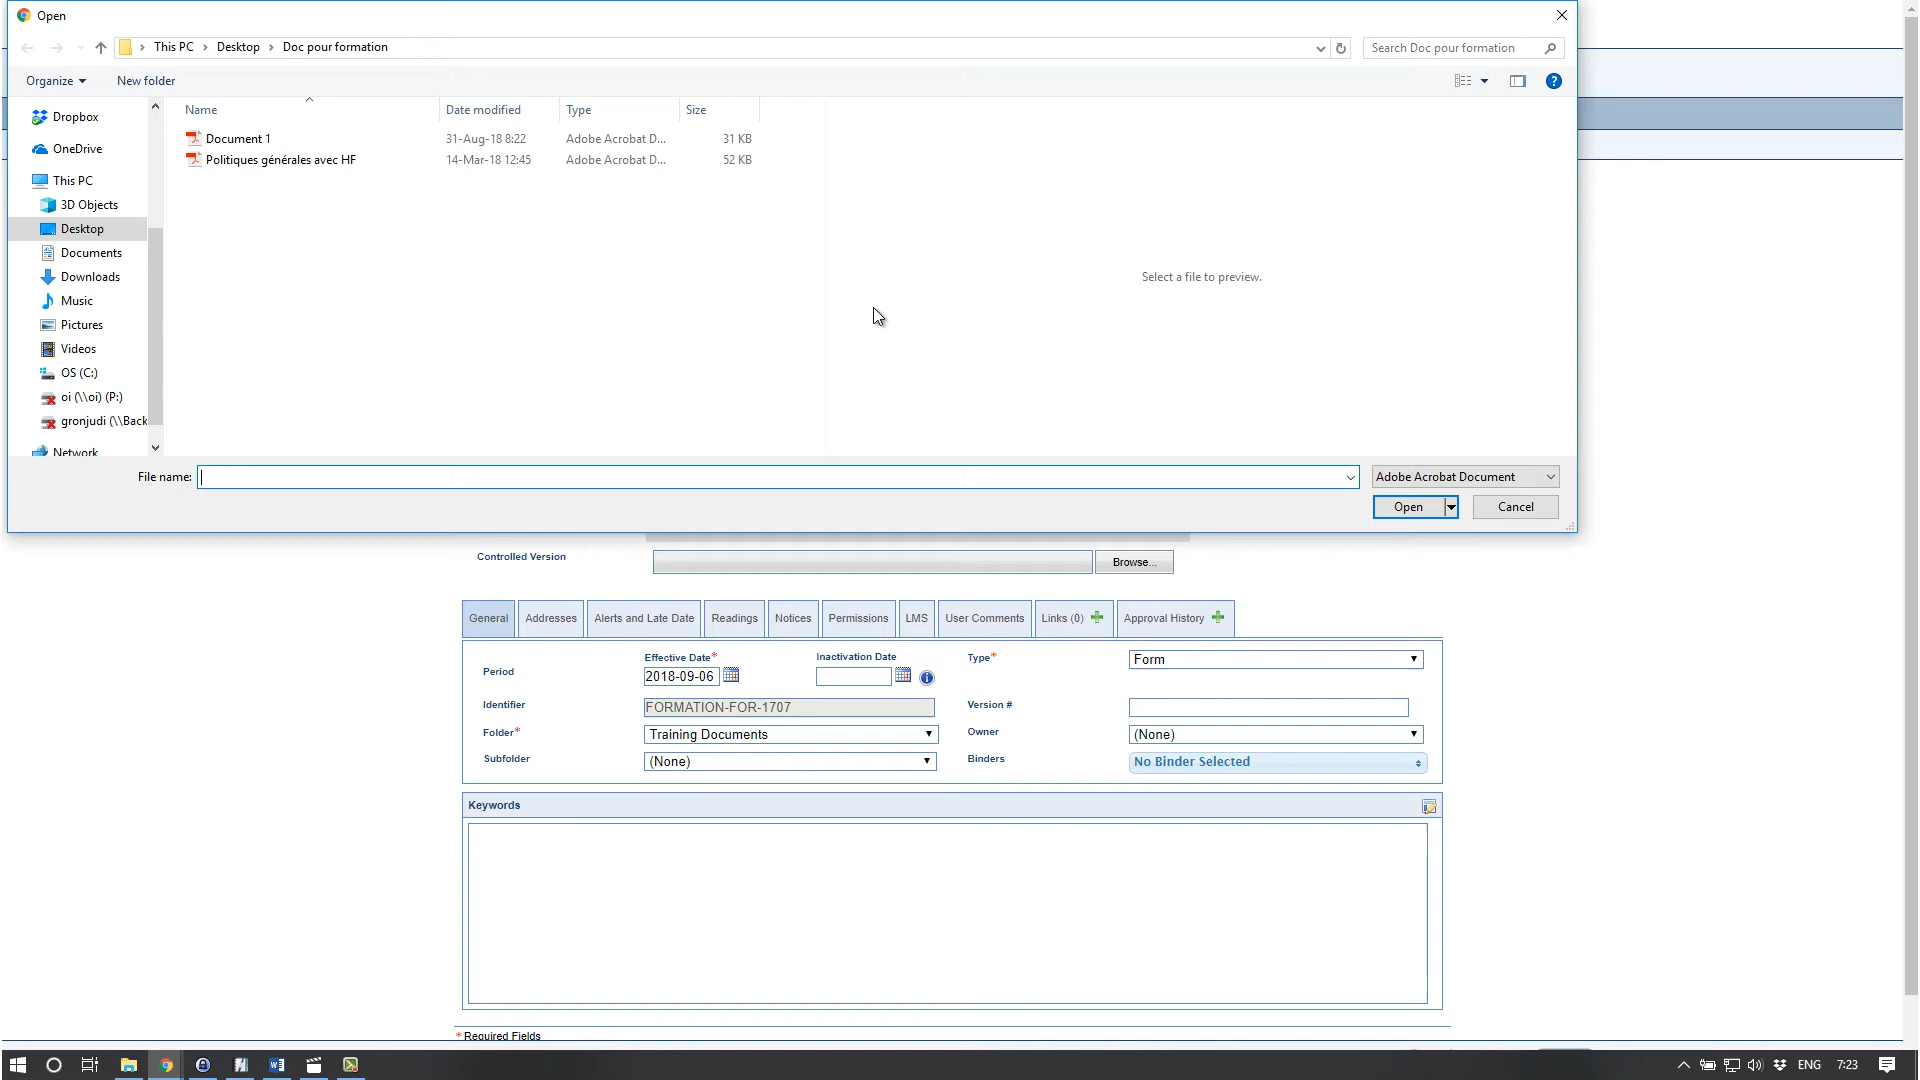 Open
This PC > Desktop > Doc pour formation
Search Doc pour formation
Organize
New folder
Name
Date modified
Type
Size
Document 1
31-Aug-18 8:22
Adobe Acrobat D...
31 KB
Politiques générales avec HF
14-Mar-18 12:45
Adobe Acrobat D...
52 KB
Dropbox
OneDrive
This PC
3D Objects
Desktop
Documents
Downloads
Music
Pictures
Videos
OS (C:)
oi (\\oi) (P:)
gronjudi (\\Back
Network
Select a file to preview.
File name:
Adobe Acrobat Document
Open
Cancel
Controlled Version
Browse...
General
Addresses
Alerts and Late Date
Readings
Notices
Permissions
LMS
User Comments
Links (0)
Approval History
Period
Effective Date*
2018-09-06
Inactivation Date
Type*
Form
Identifier
FORMATION-FOR-1707
Version #
Folder*
Training Documents
Owner
(None)
Subfolder
(None)
Binders
No Binder Selected
Keywords
* Required Fields
ENG
7:23